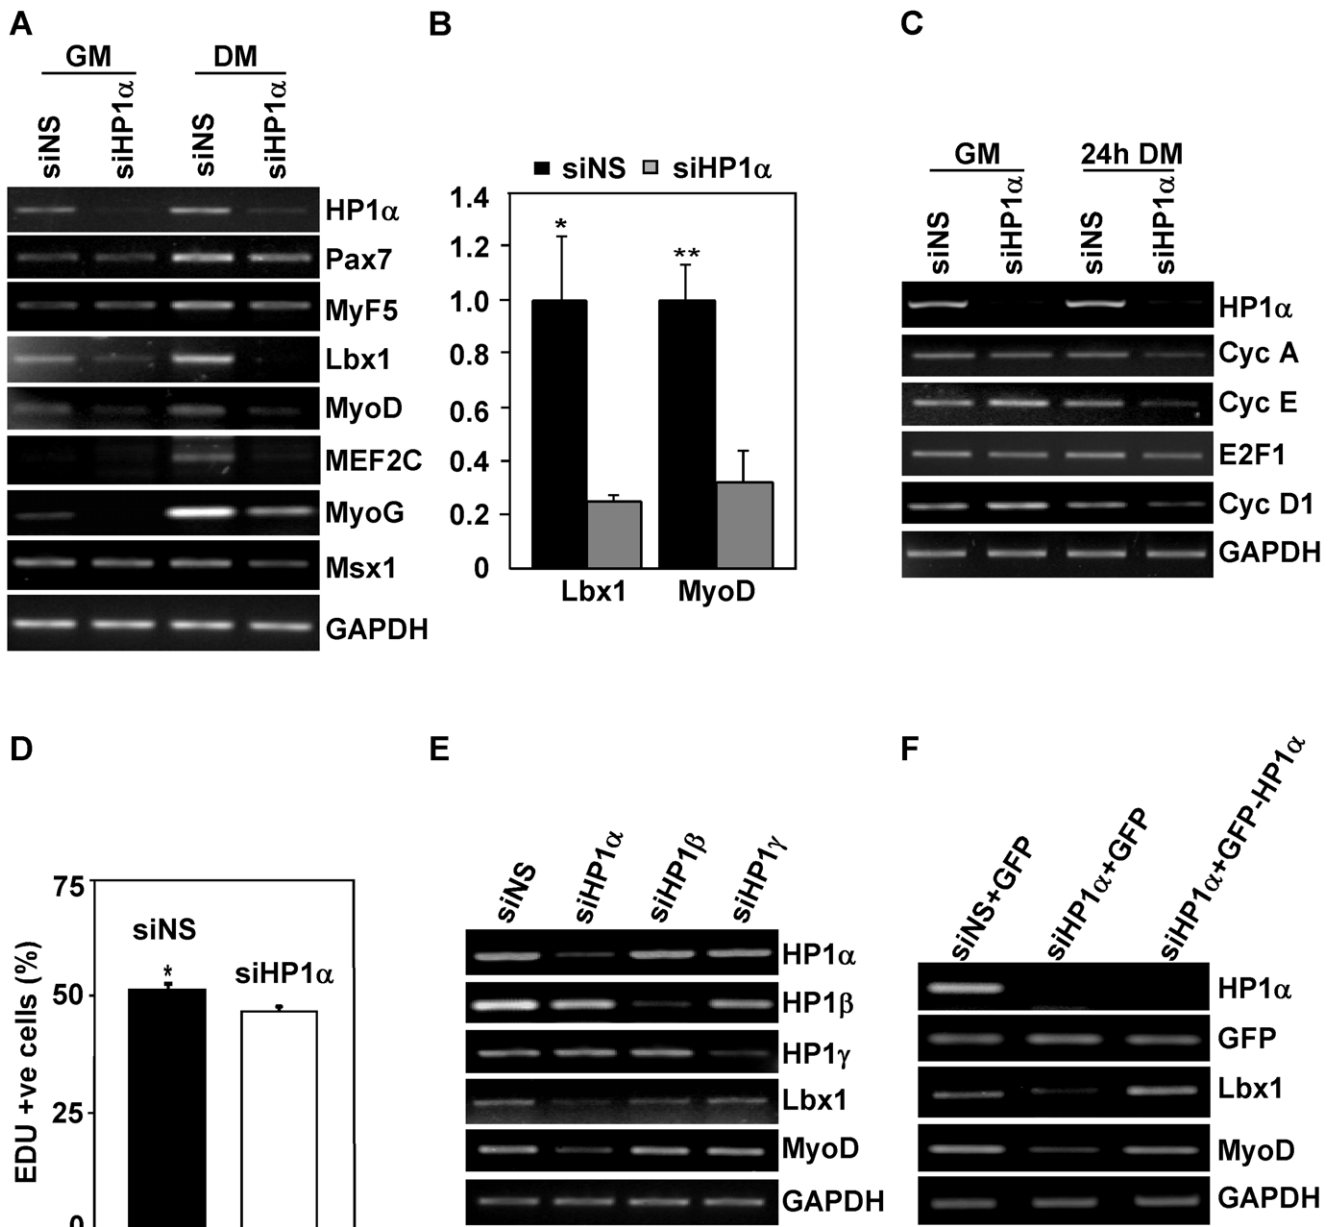 A
GM DM
siNS siHP1α siNS siHP1α
HP1α
Pax7
MyF5
Lbx1
MyoD
MEF2C
MyoG
Msx1
GAPDH
B
siNS siHP1α
1.4
1.2
1.0
0.8
0.6
0.4
0.2
0
* **
Lbx1 MyoD
C
GM 24h DM
siNS siHP1α siNS siHP1α
HP1α
Cyc A
Cyc E
E2F1
Cyc D1
GAPDH
D
EDU +ve cells (%)
75
50
25
0
siNS
*
siHP1α
E
siNS siHP1α siHP1β siHP1γ
HP1α
HP1β
HP1γ
Lbx1
MyoD
GAPDH
F
siNS+GFP siHP1α+GFP siHP1α+GFP-HP1α
HP1α
GFP
Lbx1
MyoD
GAPDH